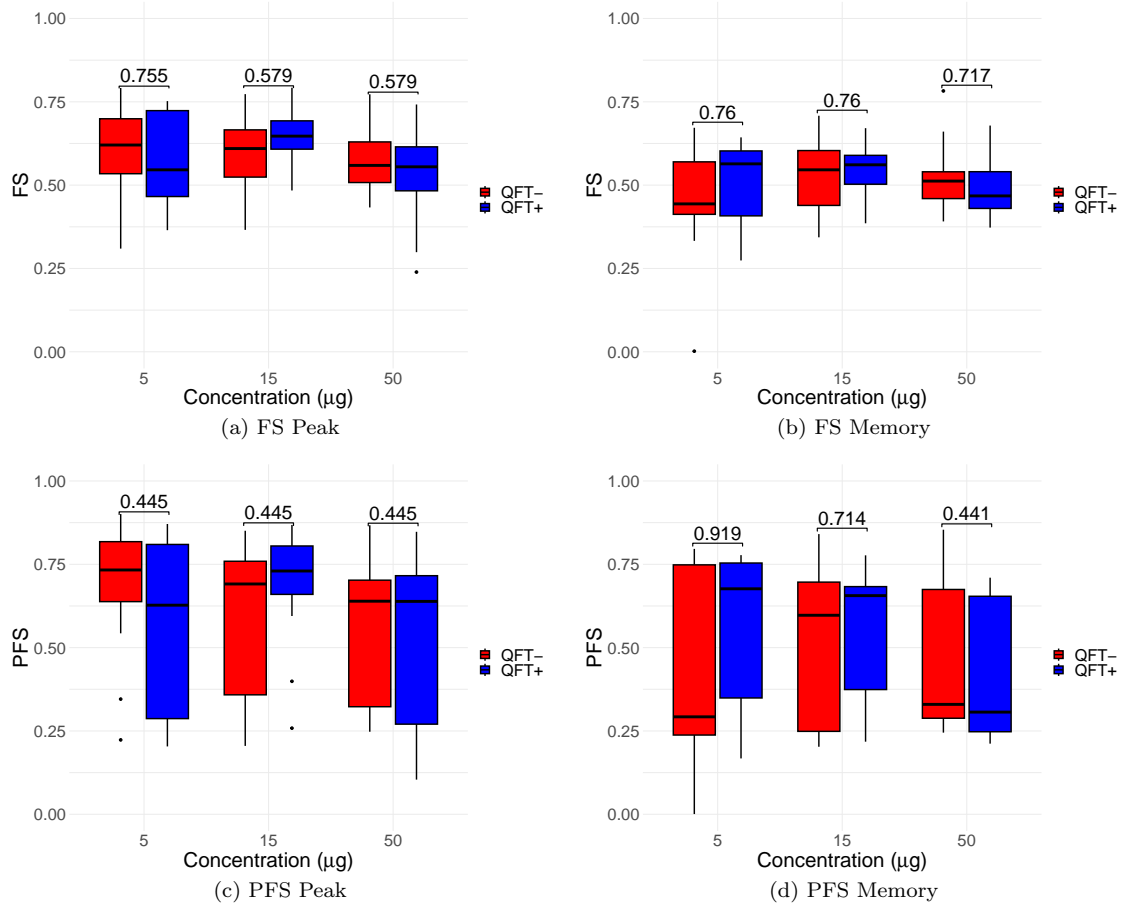 1.00
0.75
0.50
0.25
0.00
FS
0.755
0.579
0.579
5
15
50
Concentration (μg)
QFT−
QFT+
(a) FS Peak
1.00
0.75
0.50
0.25
0.00
FS
0.76
0.76
0.717
5
15
50
Concentration (μg)
QFT−
QFT+
(b) FS Memory
1.00
0.75
0.50
0.25
0.00
PFS
0.445
0.445
0.445
5
15
50
Concentration (μg)
QFT−
QFT+
(c) PFS Peak
1.00
0.75
0.50
0.25
0.00
PFS
0.919
0.714
0.441
5
15
50
Concentration (μg)
QFT−
QFT+
(d) PFS Memory